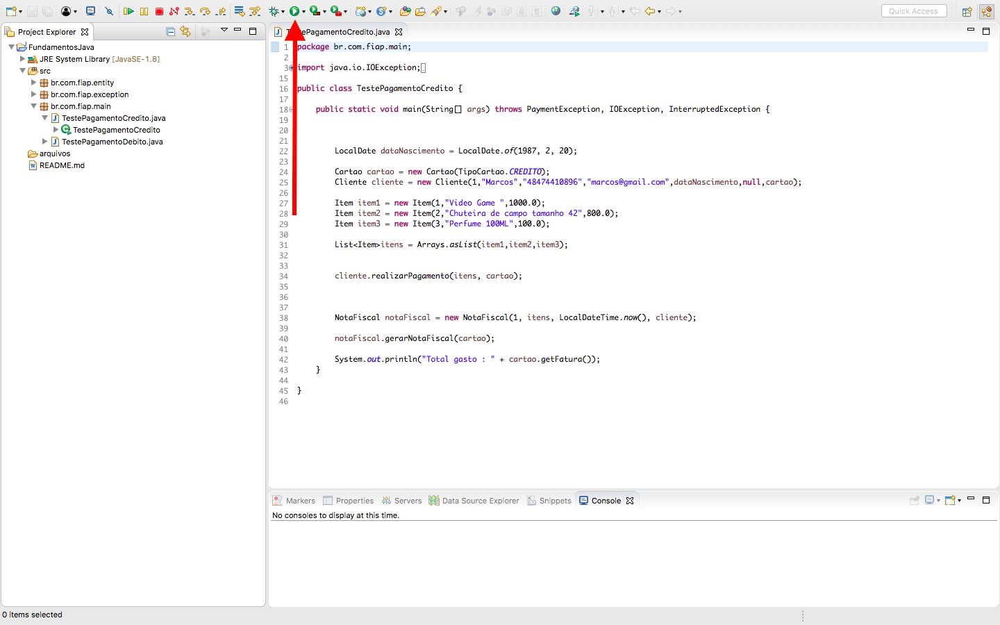 Quick Access
Project Explorer
FundamentosJava
JRE System Library [JavaSE-1.8]
src
br.com.fiap.entity
br.com.fiap.exception
br.com.fiap.main
TestePagamentoCredito.java
TestePagamentoCredito
TestePagamentoDebito.java
arquivos
README.md
0 items selected
TestePagamentoCredito.java
1 package br.com.fiap.main;
2
3 import java.io.IOException;
15
16 public class TestePagamentoCredito {
17
18 public static void main(String[] args) throws PaymentException, IOException, InterruptedException {
19
20
21
22 LocalDate dataNascimento = LocalDate.of(1987, 2, 20);
23
24 Cartao cartao = new Cartao(TipoCartao.CREDITO);
25 Cliente cliente = new Cliente(1,"Marcos","48474410896","marcos@gmail.com",dataNascimento,null,cartao);
26
27 Item item1 = new Item(1,"Video Game ",1000.0);
28 Item item2 = new Item(2,"Chuteira de campo tamanho 42",800.0);
29 Item item3 = new Item(3,"Perfume 100ML",100.0);
30
31 List<Item>itens = Arrays.asList(item1,item2,item3);
32
33
34 cliente.realizarPagamento(itens, cartao);
35
36
37
38 NotaFiscal notaFiscal = new NotaFiscal(1, itens, LocalDateTime.now(), cliente);
39
40 notaFiscal.gerarNotaFiscal(cartao);
41
42 System.out.println("Total gasto : " + cartao.getFatura());
43 }
44
45 }
46
Markers Properties Servers Data Source Explorer Snippets Console
No consoles to display at this time.